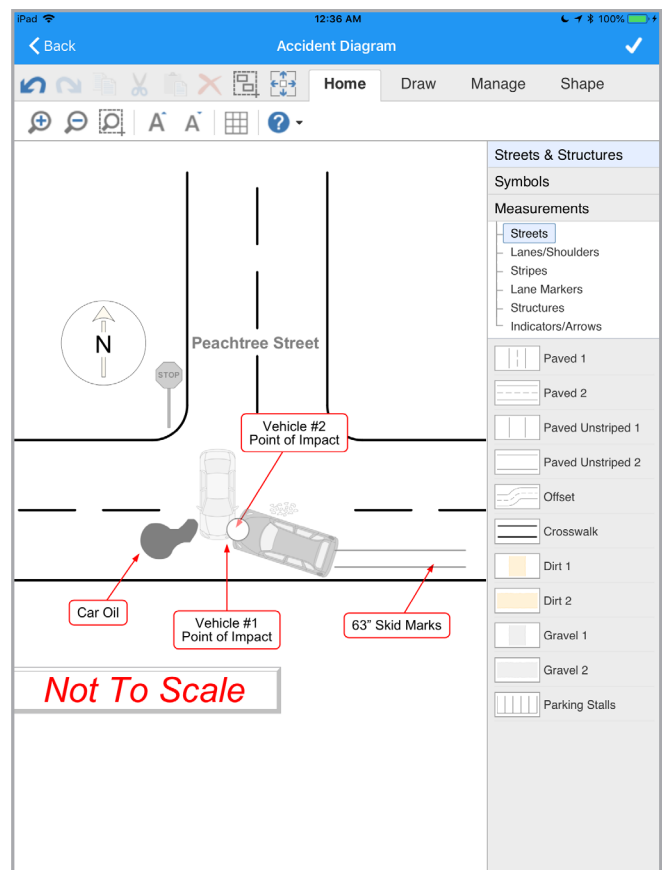 iPad 12:36 AM 100%
Back Accident Diagram
Home Draw Manage Shape
A A ?
Streets & Structures
Symbols
Measurements
Streets
Lanes/Shoulders
Stripes
Lane Markers
Structures
Indicators/Arrows
Paved 1
Paved 2
Paved Unstriped 1
Paved Unstriped 2
Offset
Crosswalk
Dirt 1
Dirt 2
Gravel 1
Gravel 2
Parking Stalls
N
Peachtree Street
STOP
Vehicle #2
Point of Impact
Car Oil
Vehicle #1
Point of Impact
63" Skid Marks
Not To Scale